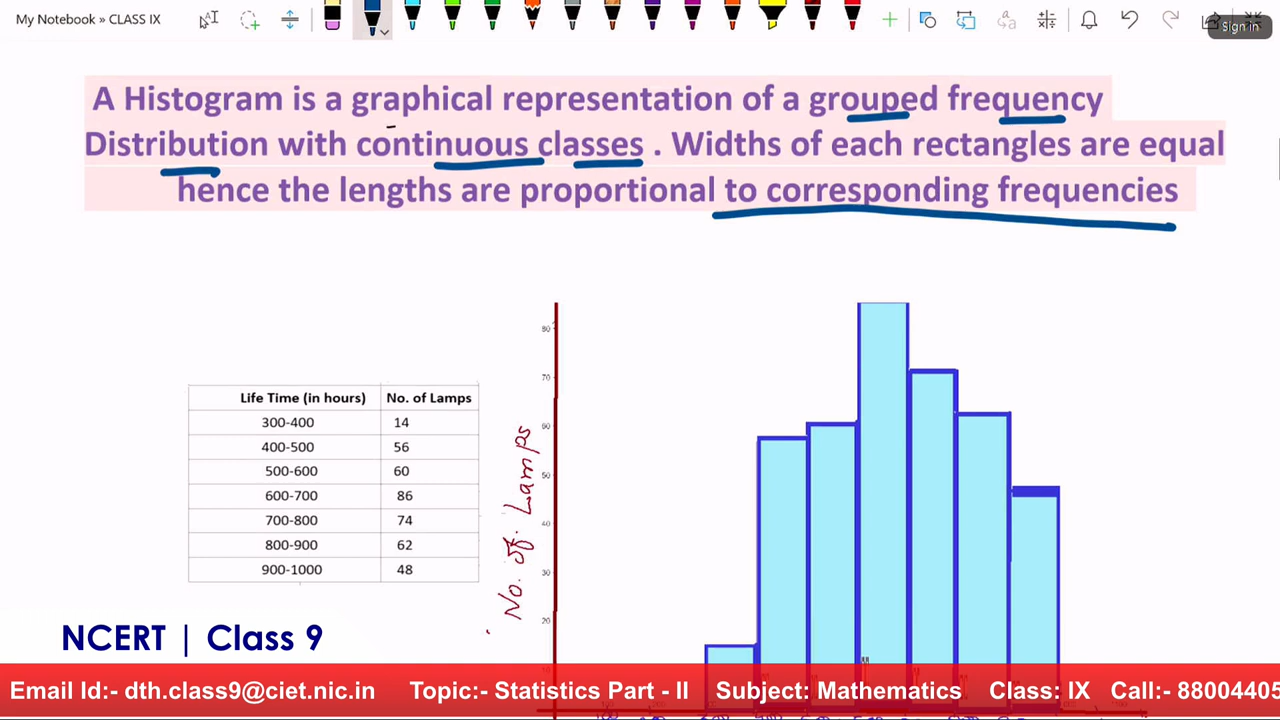 My Notebook » CLASS IX
Sign in
A Histogram is a graphical representation of a grouped frequency
Distribution with continuous classes . Widths of each rectangles are equal
hence the lengths are proportional to corresponding frequencies
Life Time (in hours) No. of Lamps
300-400 14
400-500 56
500-600 60
600-700 86
700-800 74
800-900 62
900-1000 48
No. of. Lamps
80
70
60
50
40
30
20
NCERT | Class 9
Email Id:- dth.class9@ciet.nic.in Topic:- Statistics Part - II Subject: Mathematics Class: IX Call:- 88004405